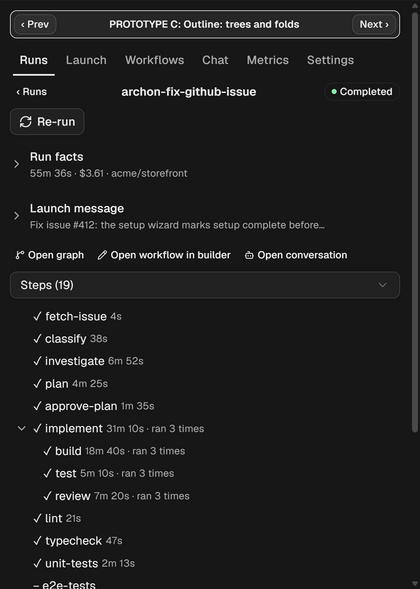 ‹ Prev PROTOTYPE C: Outline: trees and folds Next ›
Runs Launch Workflows Chat Metrics Settings
‹ Runs archon-fix-github-issue Completed
Re-run
Run facts
55m 36s · $3.61 · acme/storefront
Launch message
Fix issue #412: the setup wizard marks setup complete before…
Open graph Open workflow in builder Open conversation
Steps (19)
✓ fetch-issue 4s
✓ classify 38s
✓ investigate 6m 52s
✓ plan 4m 25s
✓ approve-plan 1m 35s
✓ implement 31m 10s · ran 3 times
✓ build 18m 40s · ran 3 times
✓ test 5m 10s · ran 3 times
✓ review 7m 20s · ran 3 times
✓ lint 21s
✓ typecheck 47s
✓ unit-tests 2m 13s
– e2e-tests